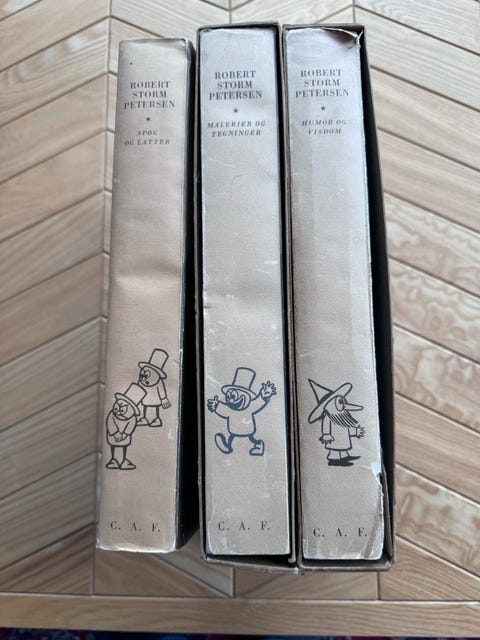 ROBERT
STORM
PETERSEN
SPØG
OG LATTER
C. A. F.
ROBERT
STORM
PETERSEN
MALERIER OG
TEGNINGER
C. A. F.
ROBERT
STORM
PETERSEN
HUMOR OG
VISDOM
C. A. F.